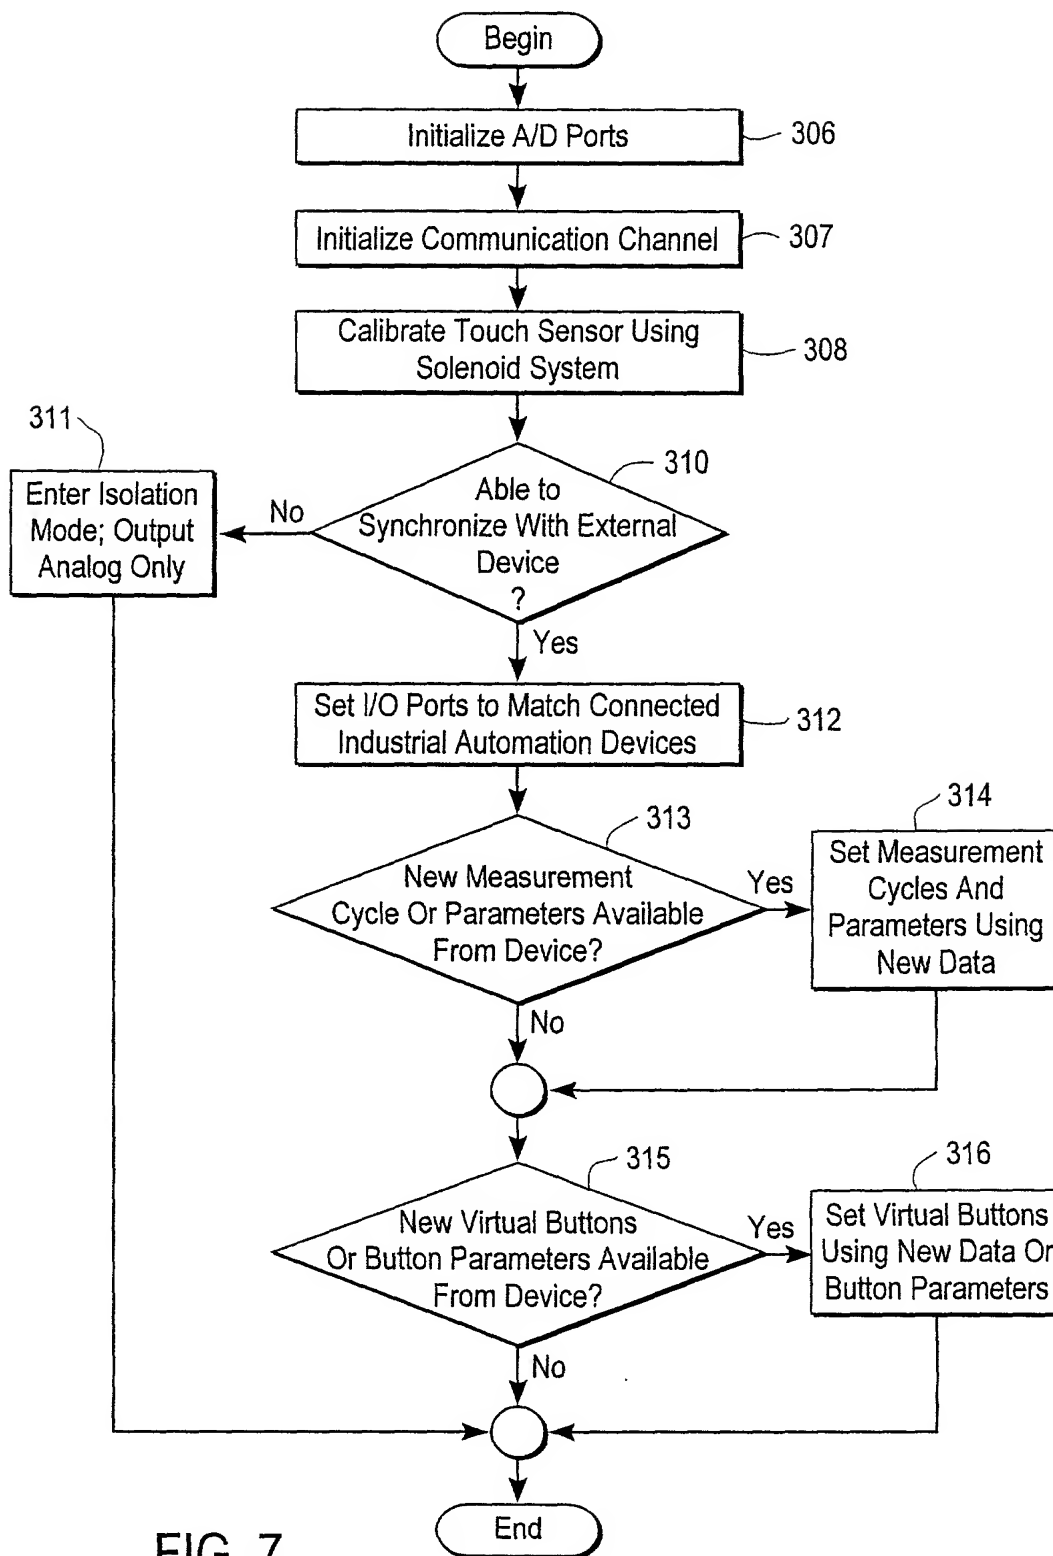 Begin
Initialize A/D Ports
306
Initialize Communication Channel
307
Calibrate Touch Sensor Using
Solenoid System
308
311
Enter Isolation
Mode; Output
Analog Only
No
310
Able to
Synchronize With External
Device
?
Yes
Set I/O Ports to Match Connected
Industrial Automation Devices
312
313
New Measurement
Cycle Or Parameters Available
From Device?
Yes
314
Set Measurement
Cycles And
Parameters Using
New Data
No
315
New Virtual Buttons
Or Button Parameters Available
From Device?
Yes
316
Set Virtual Buttons
Using New Data Or
Button Parameters
No
End
FIG. 7